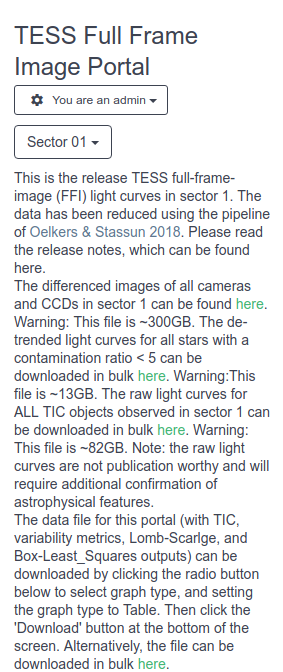 TESS Full Frame
Image Portal
You are an admin
Sector 01
This is the release TESS full-frame-
image (FFI) light curves in sector 1. The
data has been reduced using the pipeline
of Oelkers & Stassun 2018. Please read
the release notes, which can be found
here.
The differenced images of all cameras
and CCDs in sector 1 can be found here.
Warning: This file is ~300GB. The de-
trended light curves for all stars with a
contamination ratio < 5 can be
downloaded in bulk here. Warning:This
file is ~13GB. The raw light curves for
ALL TIC objects observed in sector 1 can
be downloaded in bulk here. Warning:
This file is ~82GB. Note: the raw light
curves are not publication worthy and will
require additional confirmation of
astrophysical features.
The data file for this portal (with TIC,
variability metrics, Lomb-Scarlge, and
Box-Least_Squares outputs) can be
downloaded by clicking the radio button
below to select graph type, and setting
the graph type to Table. Then click the
'Download' button at the bottom of the
screen. Alternatively, the file can be
downloaded in bulk here.